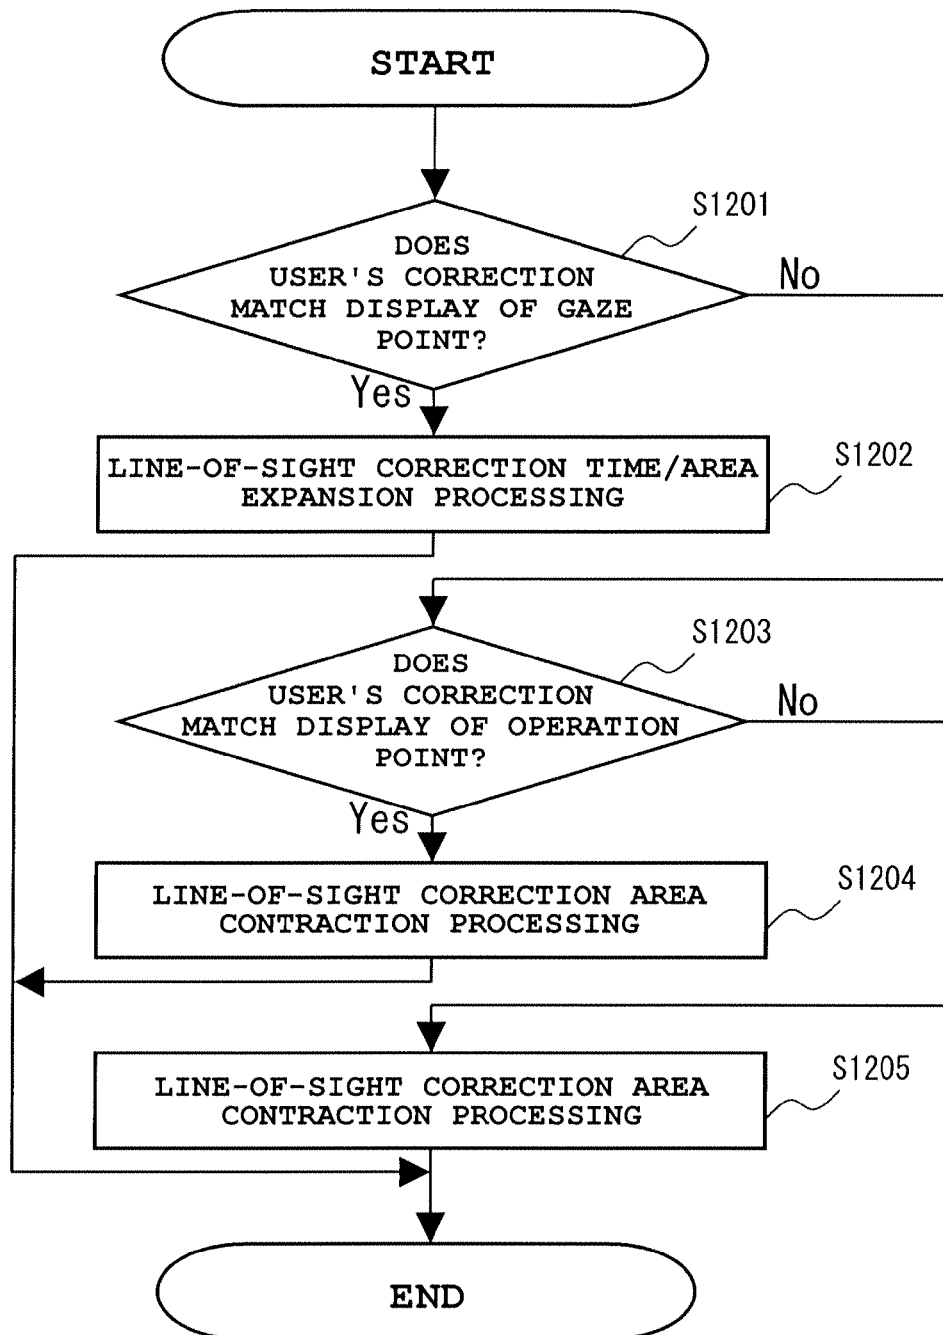 START
S1201
DOES
USER'S CORRECTION
MATCH DISPLAY OF GAZE
POINT?
No
Yes
S1202
LINE-OF-SIGHT CORRECTION TIME/AREA
EXPANSION PROCESSING
S1203
DOES
USER'S CORRECTION
MATCH DISPLAY OF OPERATION
POINT?
No
Yes
S1204
LINE-OF-SIGHT CORRECTION AREA
CONTRACTION PROCESSING
S1205
LINE-OF-SIGHT CORRECTION AREA
CONTRACTION PROCESSING
END